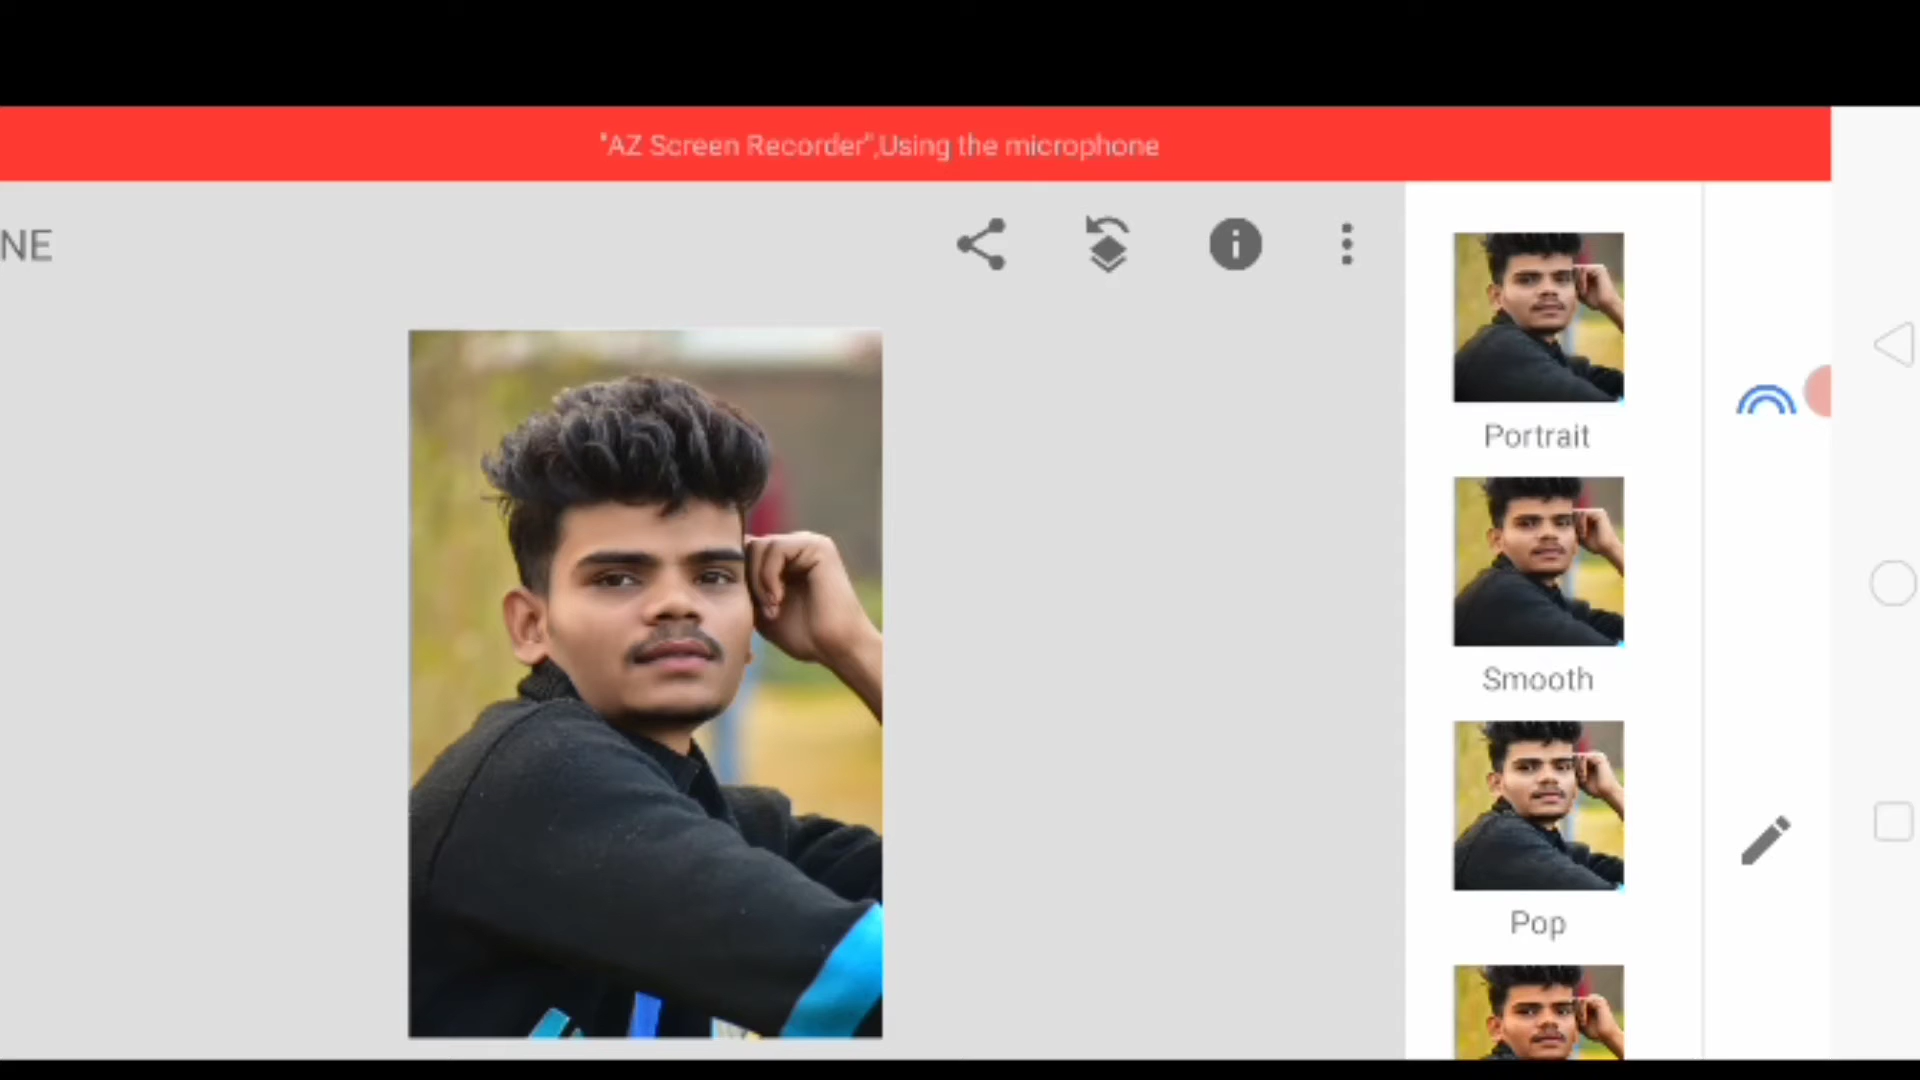 "AZ Screen Recorder",Using the microphone
NE
Portrait
Smooth
Pop